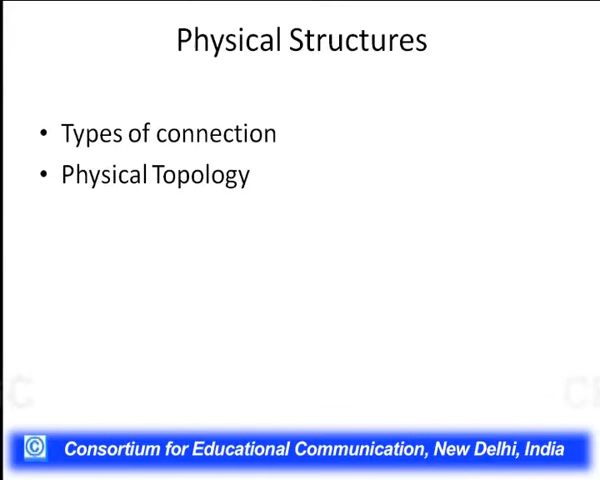 Physical Structures
• Types of connection
• Physical Topology
© Consortium for Educational Communication, New Delhi, India